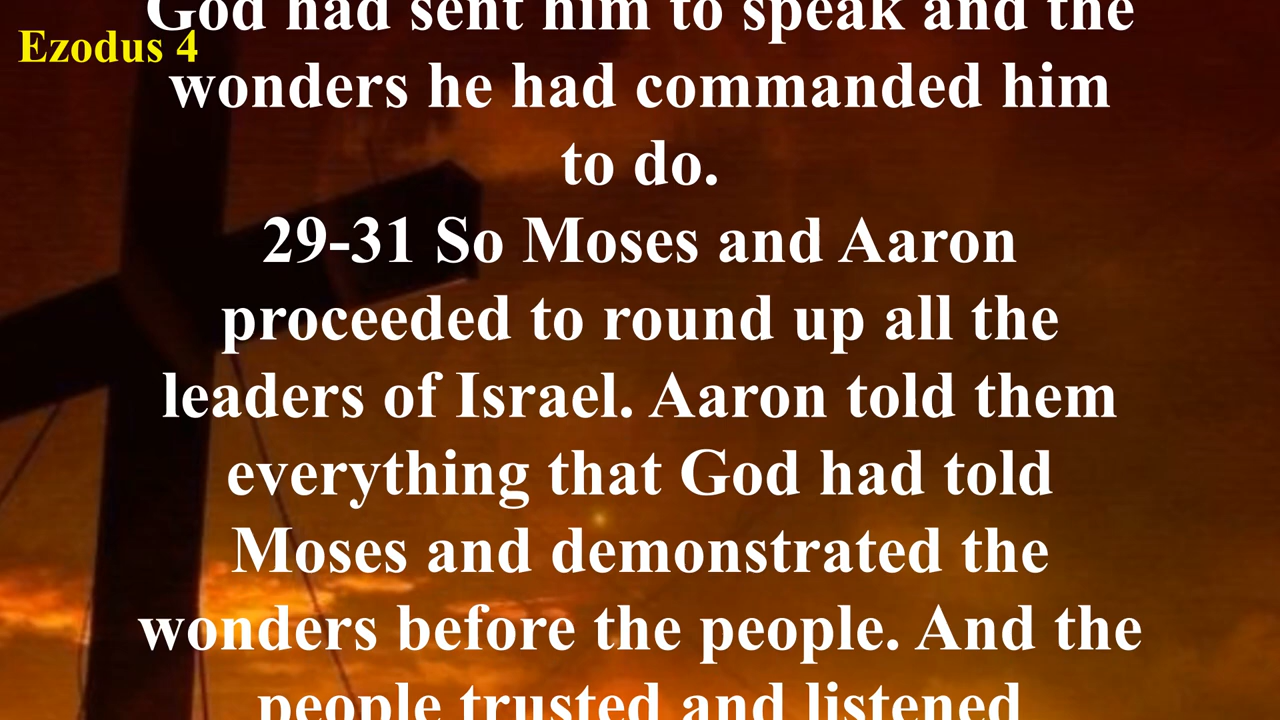 God had sent him to speak and the
Ezodus 4
wonders he had commanded him
to do.
29-31 So Moses and Aaron
proceeded to round up all the
leaders of Israel. Aaron told them
everything that God had told
Moses and demonstrated the
wonders before the people. And the
people trusted and listened